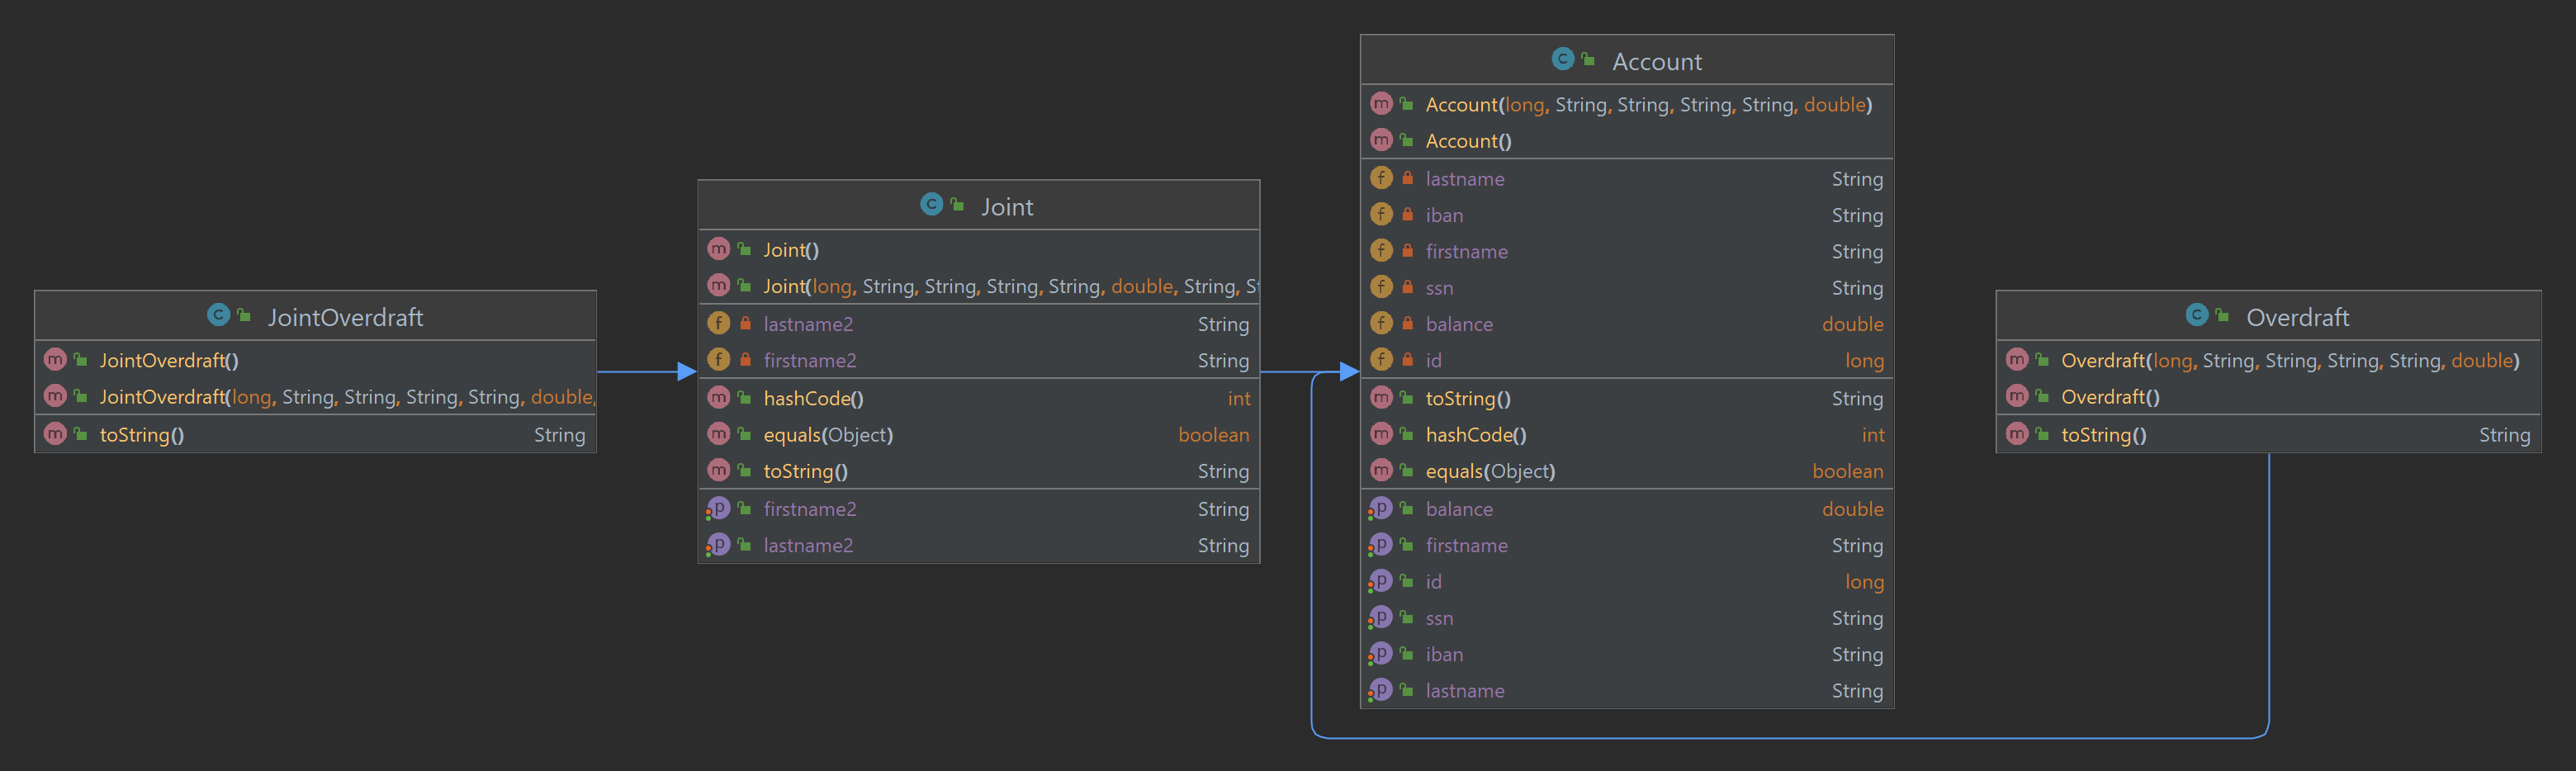 JointOverdraft
JointOverdraft()
JointOverdraft(long, String, String, String, String, double,
toString() String
Joint
Joint()
Joint(long, String, String, String, String, double, String, St
lastname2 String
firstname2 String
hashCode() int
equals(Object) boolean
toString() String
firstname2 String
lastname2 String
Account
Account(long, String, String, String, String, double)
Account()
lastname String
iban String
firstname String
ssn String
balance double
id long
toString() String
hashCode() int
equals(Object) boolean
balance double
firstname String
id long
ssn String
iban String
lastname String
Overdraft
Overdraft(long, String, String, String, String, double)
Overdraft()
toString() String